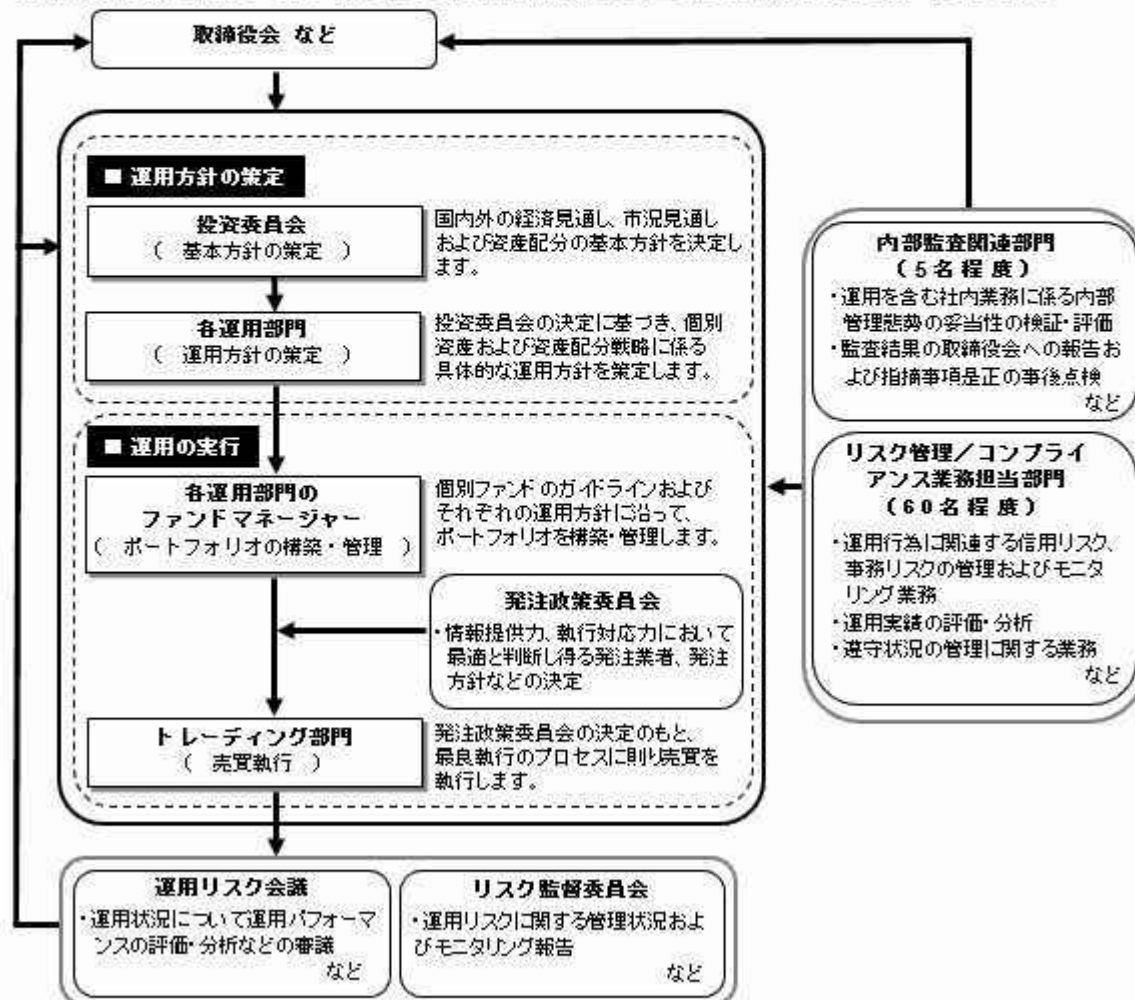 取締役会 など
■ 運用方針の策定
投資委員会
( 基本方針の策定 )
国内外の経済見通し、市況見通し
および資産配分の基本方針を決定し
ます。
各運用部門
( 運用方針の策定 )
投資委員会の決定に基づき、個別
資産および資産配分戦略に係る
具体的な運用方針を策定します。
■ 運用の実行
各運用部門の
ファンドマネージャー
( ポートフォリオの構築・管理 )
個別ファンドのガイドラインおよび
それぞれの運用方針に沿って、
ポートフォリオを構築・管理します。
発注政策委員会
・情報提供力、執行対応力において
最適と判断し得る発注業者、発注
方針などの決定
トレーディング部門
( 売買執行 )
発注政策委員会の決定のもと、
最良執行のプロセスに則り売買を
執行します。
内部監査関連部門
(5名程度)
・運用を含む社内業務に係る内部
管理態勢の妥当性の検証・評価
・監査結果の取締役会への報告お
よび指摘事項是正の事後点検
など
リスク管理/コンプライ
アンス業務担当部門
(60名程度)
・運用行為に関連する信用リスク、
事務リスクの管理およびモニタ
リング業務
・運用実績の評価・分析
・遵守状況の管理に関する業務
など
運用リスク会議
・運用状況について運用パフォーマ
ンスの評価・分析などの審議
など
リスク監督委員会
・運用リスクに関する管理状況およ
びモニタリング報告
など